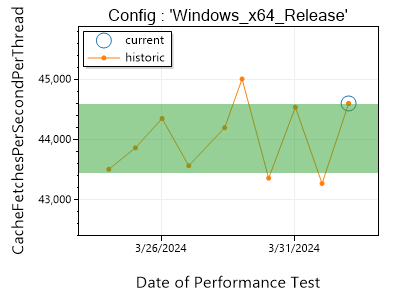 Config : 'Windows_x64_Release'
current
historic
CacheFetchesPerSecondPerThread
45,000
44,000
43,000
3/26/2024
3/31/2024
Date of Performance Test